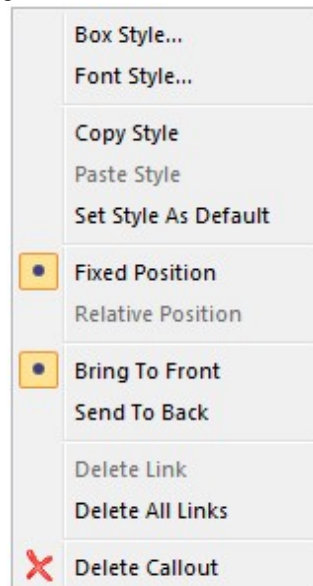 Box Style...
Font Style...
Copy Style
Paste Style
Set Style As Default
Fixed Position
Relative Position
Bring To Front
Send To Back
Delete Link
Delete All Links
Delete Callout